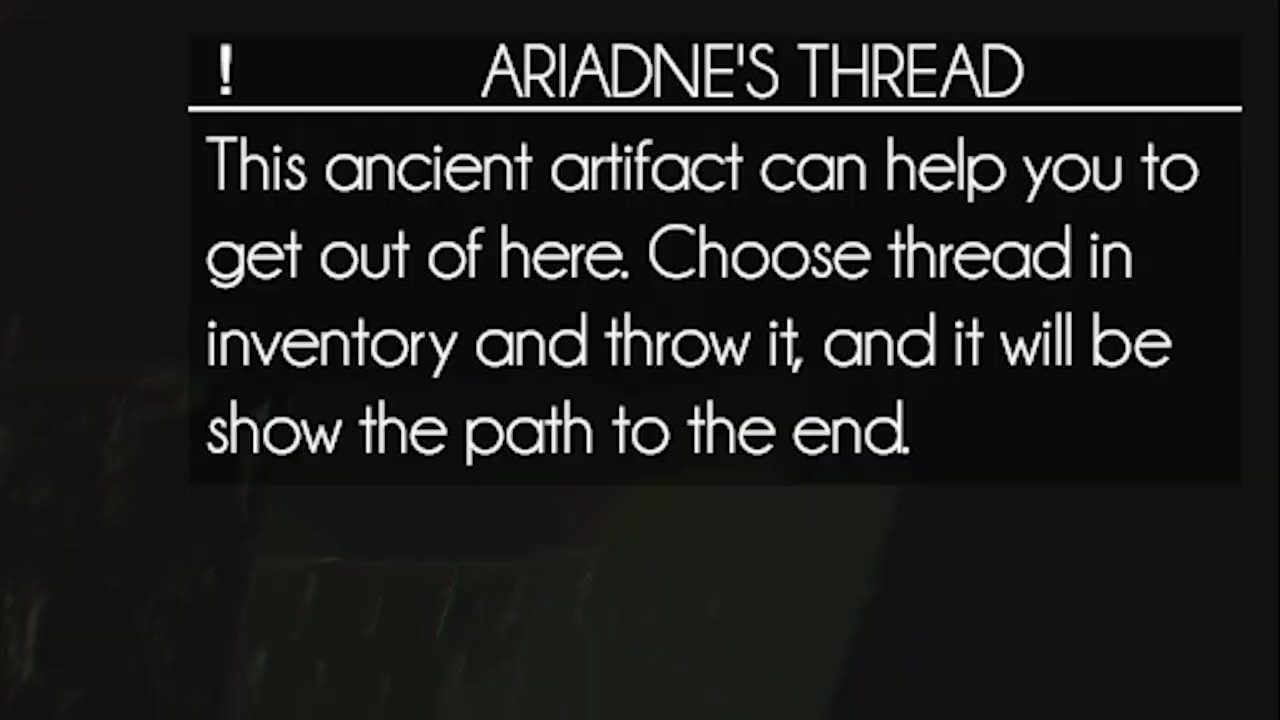 ! ARIADNE'S THREAD
This ancient artifact can help you to
get out of here. Choose thread in
inventory and throw it, and it will be
show the path to the end.